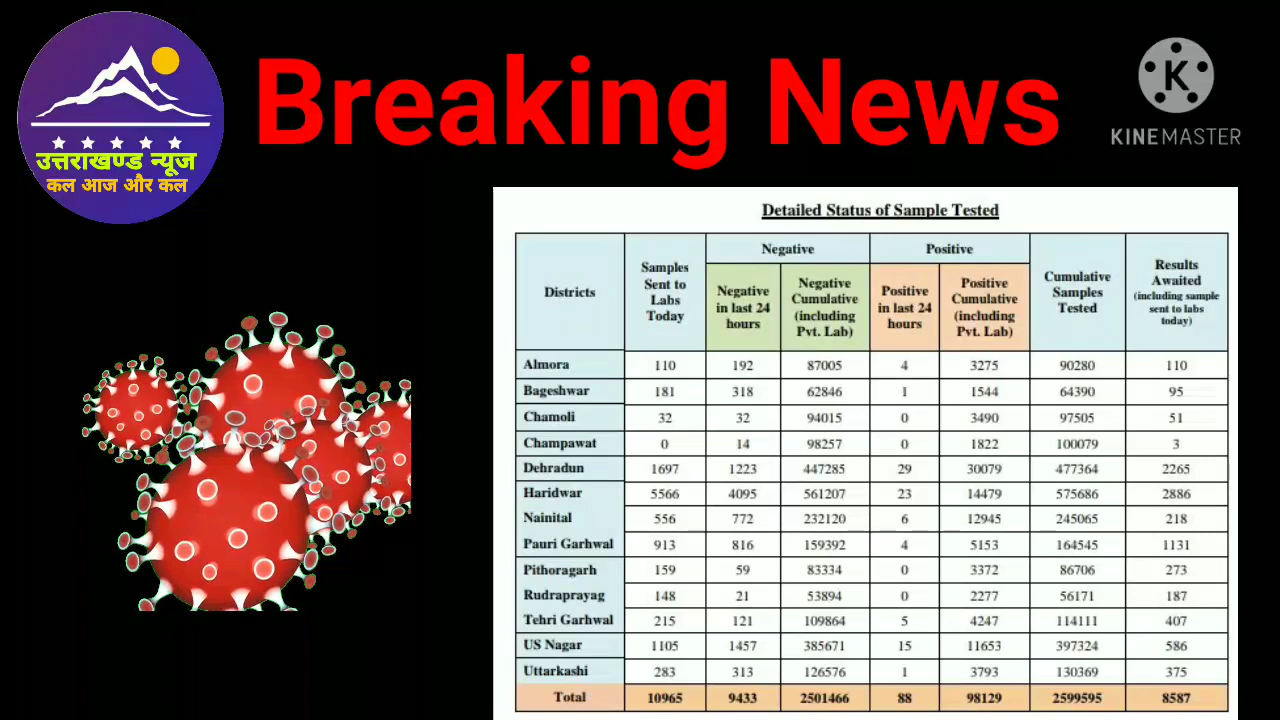 Breaking News
K
KINEMASTER
उत्तराखण्ड न्यूज
कल आज और कल
Detailed Status of Sample Tested
Districts Samples Sent to Labs Today Negative Positive Cumulative Samples Tested Results Awaited (including sample sent to labs today)
Negative in last 24 hours Negative Cumulative (including Pvt. Lab) Positive in last 24 hours Positive Cumulative (including Pvt. Lab)
Almora 110 192 87005 4 3275 90280 110
Bageshwar 181 318 62846 1 1544 64390 95
Chamoli 32 32 94015 0 3490 97505 51
Champawat 0 14 98257 0 1822 100079 3
Dehradun 1697 1223 447285 29 30079 477364 2265
Haridwar 5566 4095 561207 23 14479 575686 2886
Nainital 556 772 232120 6 12945 245065 218
Pauri Garhwal 913 816 159392 4 5153 164545 1131
Pithoragarh 159 59 83334 0 3372 86706 273
Rudraprayag 148 21 53894 0 2277 56171 187
Tehri Garhwal 215 121 109864 5 4247 114111 407
US Nagar 1105 1457 385671 15 11653 397324 586
Uttarkashi 283 313 126576 1 3793 130369 375
Total 10965 9433 2501466 88 98129 2599595 8587